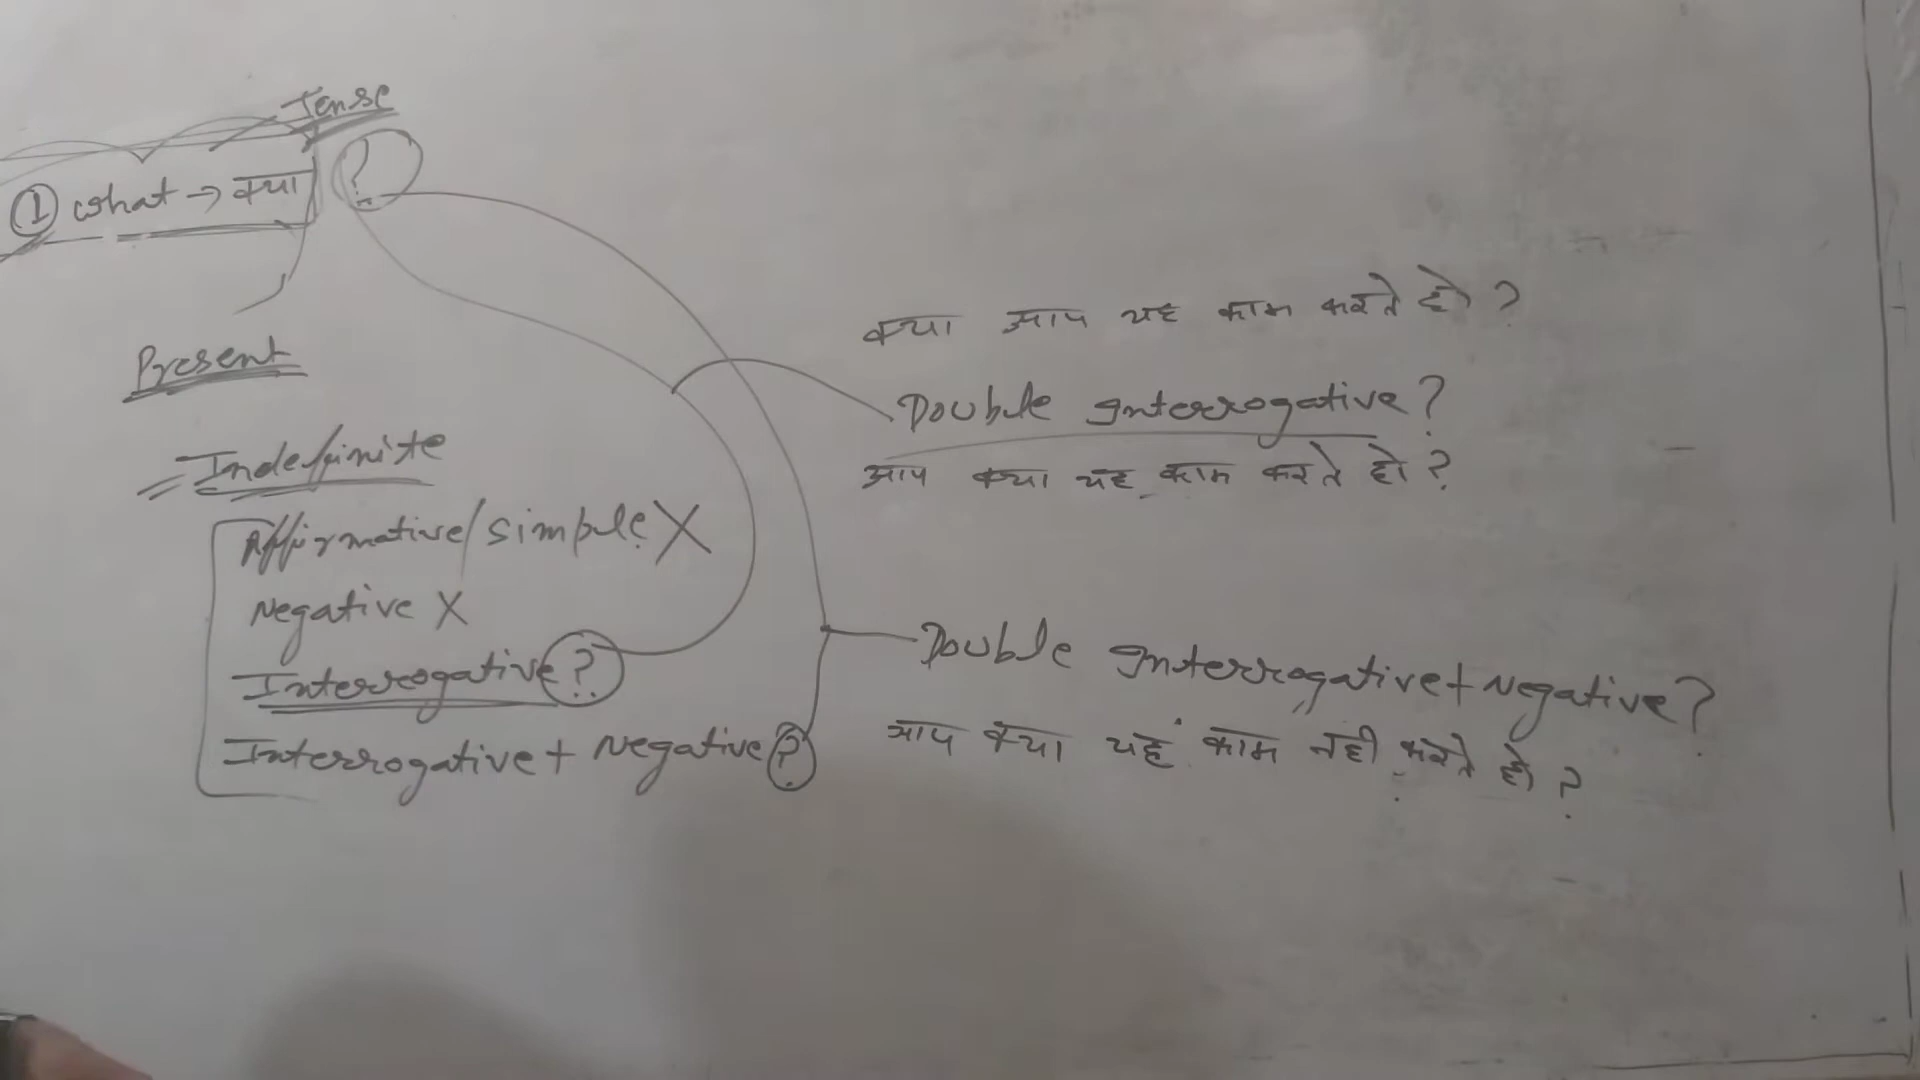 Tense
① what → क्या ?
Present
Indefinite
Affirmative/simple X
Negative X
Interrogative ?
Interrogative + Negative ?
क्या आप यह काम करते हो ?
Double Interrogative ?
आप क्या यह काम करते हो ?
Double Interrogative + Negative ?
आप क्या यह काम नही करते हो ?